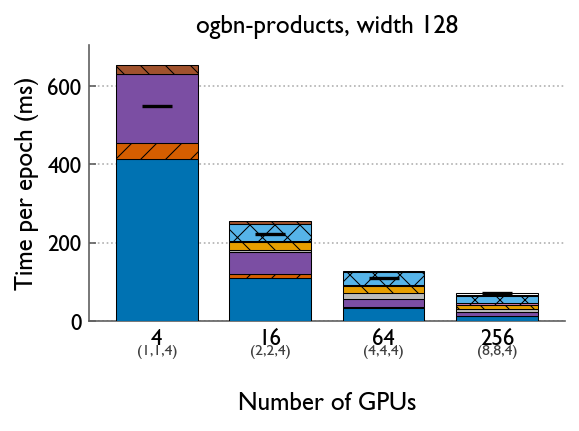 ogbn-products, width 128
Time per epoch (ms)
600
400
200
0
4 16 64 256
(1,1,4) (2,2,4) (4,4,4) (8,8,4)
Number of GPUs